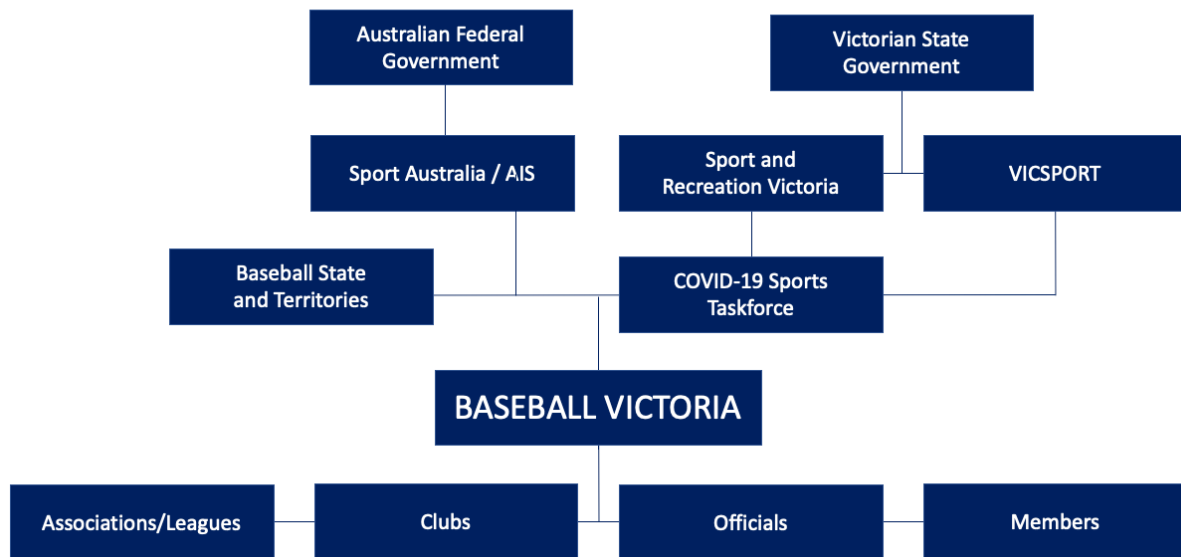 Australian Federal
Government
Victorian State
Government
Sport Australia / AIS
Sport and
Recreation Victoria
VICSPORT
Baseball State
and Territories
COVID-19 Sports
Taskforce
BASEBALL VICTORIA
Associations/Leagues
Clubs
Officials
Members